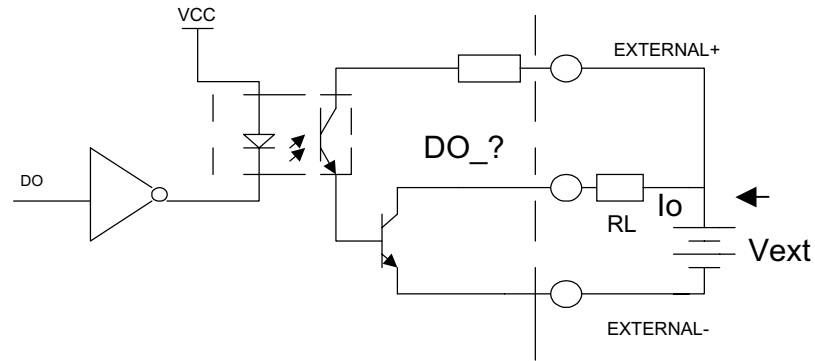 VCC
EXTERNAL+
DO_?
DO
Io
RL
Vext
EXTERNAL-